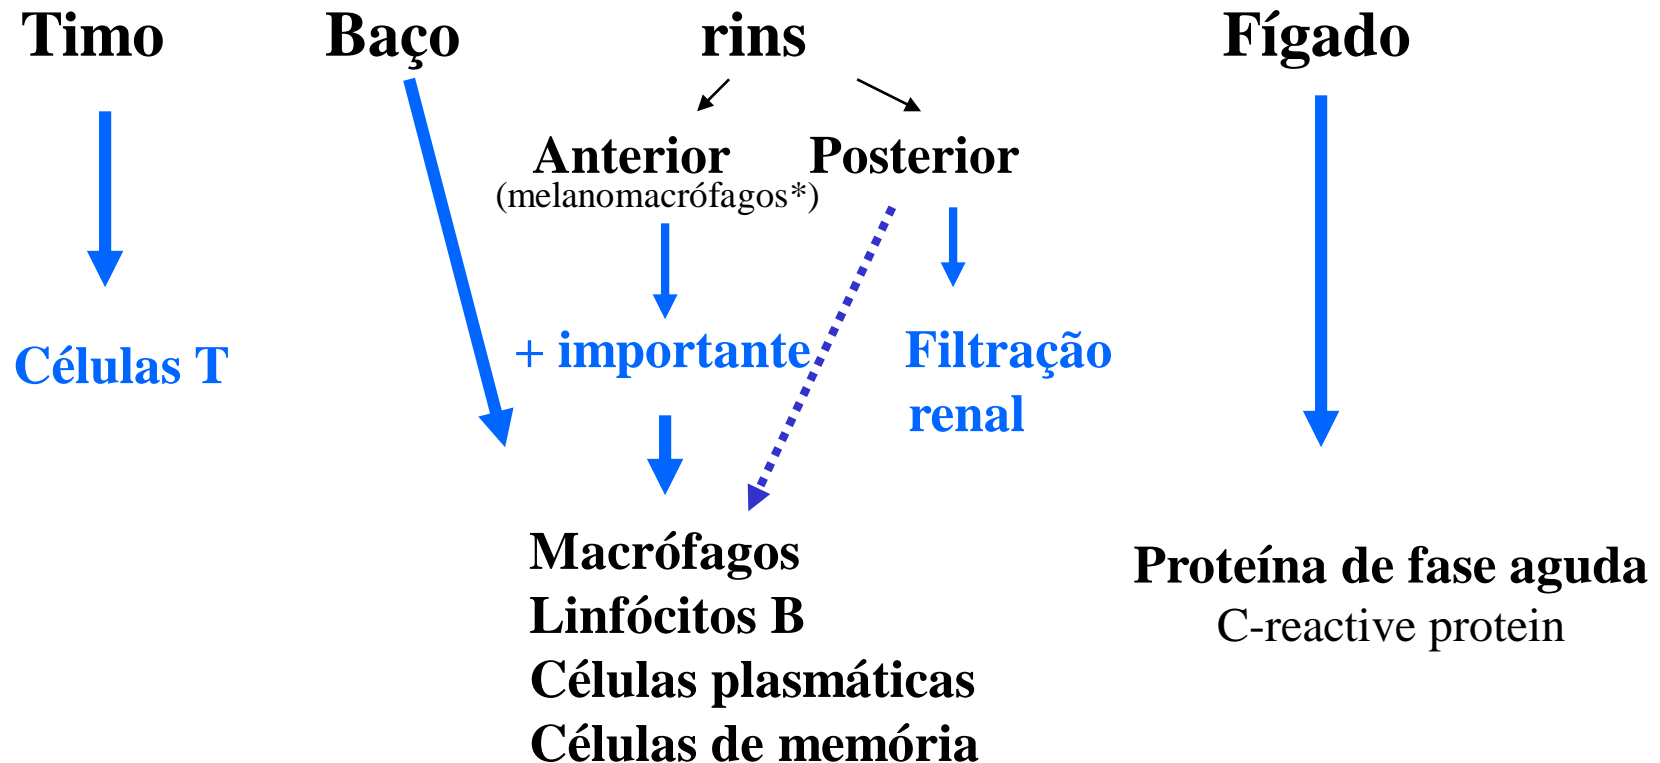 Timo Baço rins Fígado
Anterior Posterior
(melanomacrófagos*)
+ importante Filtração
renal
Células T
Macrófagos
Linfócitos B
Células plasmáticas
Células de memória
Proteína de fase aguda
C-reactive protein